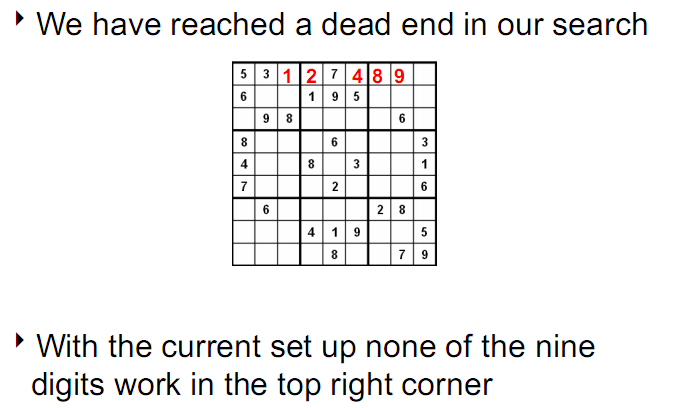 We have reached a dead end in our search
5 3 1 2 7 4 8 9
6 1 9 5
9 8 6
8 6 3
4 8 3 1
7 2 6
6 2 8
4 1 9 5
8 7 9
With the current set up none of the nine
digits work in the top right corner